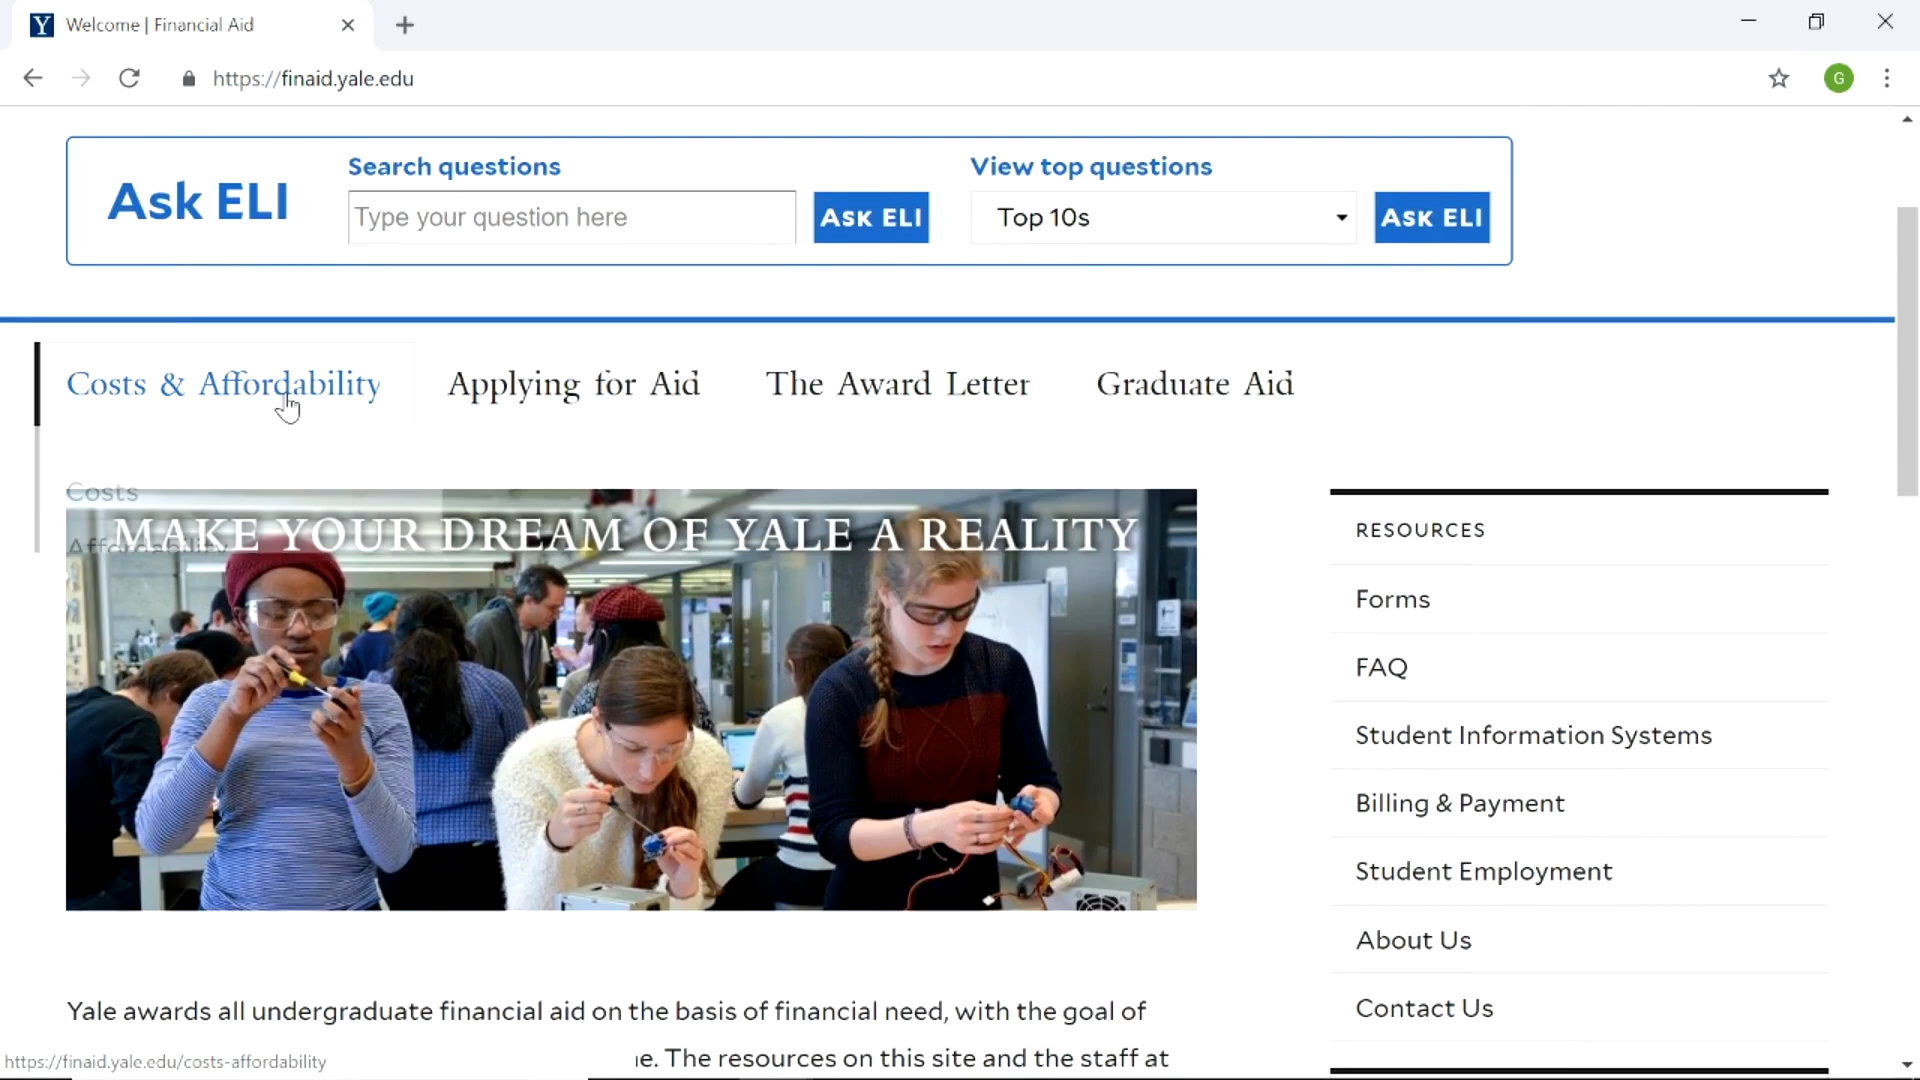 Welcome | Financial Aid
https://finaid.yale.edu
G
Ask ELI
Search questions
Type your question here
ASK ELI
View top questions
Top 10s
ASK ELI
Costs & Affordability
Applying for Aid
The Award Letter
Graduate Aid
Costs
Affordability
MAKE YOUR DREAM OF YALE A REALITY
RESOURCES
Forms
FAQ
Student Information Systems
Billing & Payment
Student Employment
About Us
Contact Us
Yale awards all undergraduate financial aid on the basis of financial need, with the goal of
e. The resources on this site and the staff at
https://finaid.yale.edu/costs-affordability